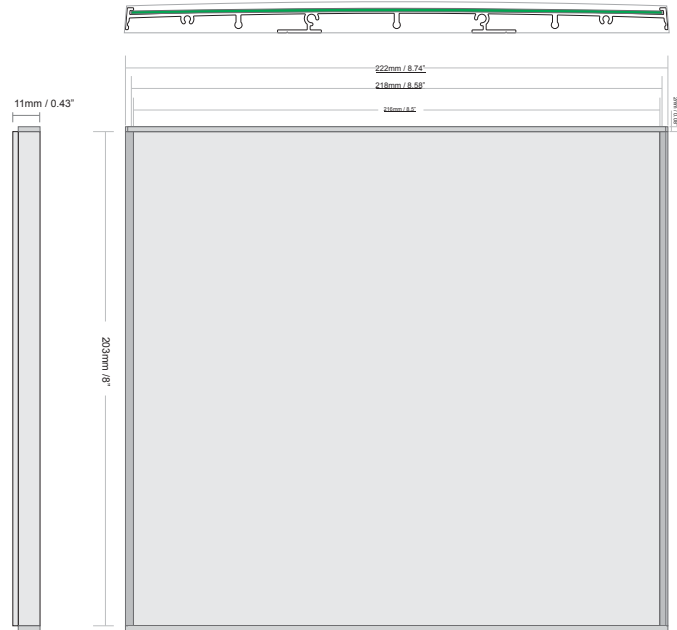 222mm / 8.74"
218mm / 8.58"
216mm / 8.5"
11mm / 0.43"
203mm /8"